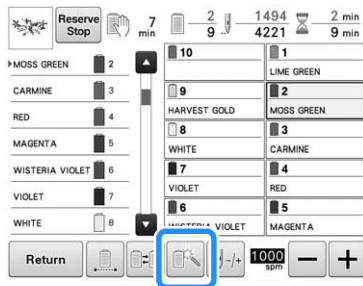 Reserve Stop
7 min
2 9
1494 4221
2 min 9 min
MOSS GREEN 2
CARMINE 3
RED 4
MAGENTA 5
WISTERIA VIOLET 6
VIOLET 7
WHITE 8
10
1 LIME GREEN
9 HARVEST GOLD
2 MOSS GREEN
8 WHITE
3 CARMINE
7 VIOLET
4 RED
6 WISTERIA VIOLET
5 MAGENTA
Return
-/+
1000 spm
− +